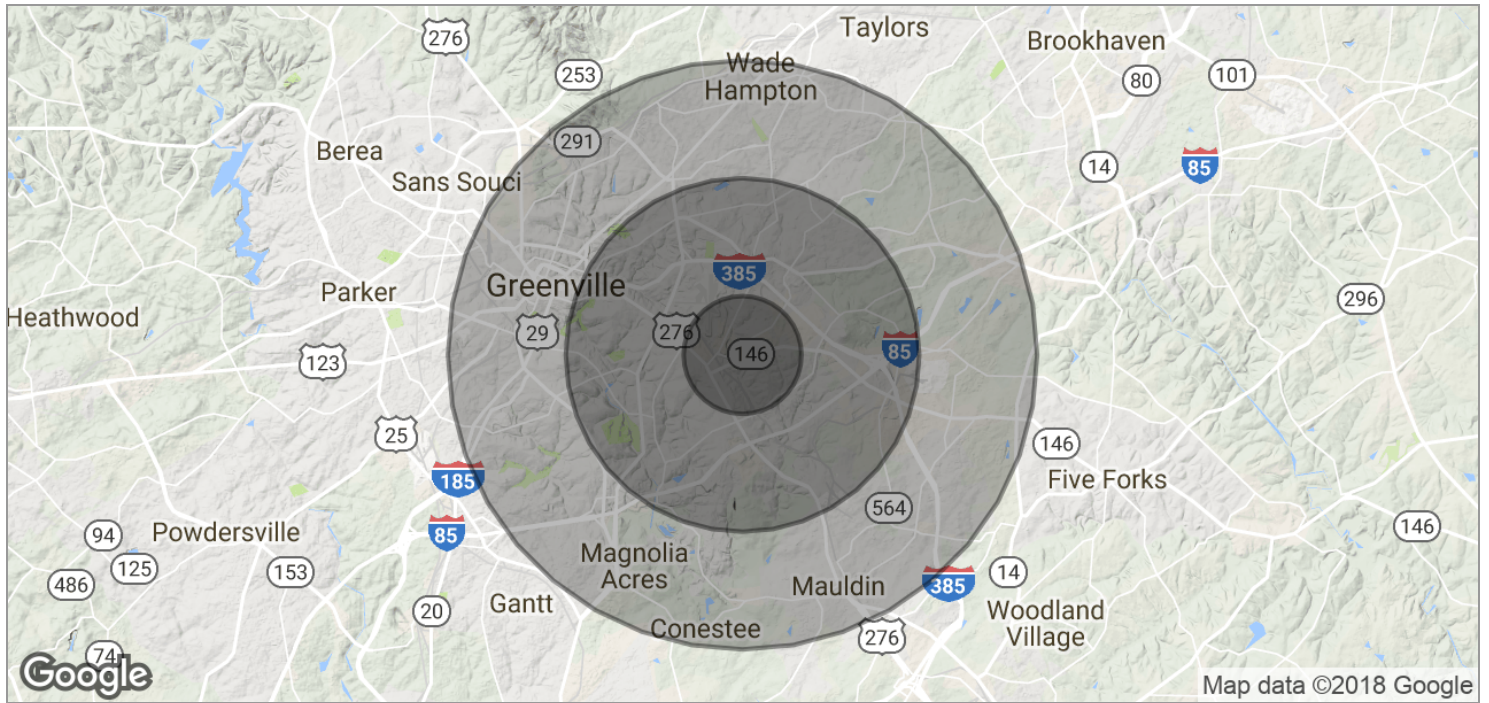 Taylors
276
Brookhaven
Wade
Hampton
253
80
101
291
Berea
14
85
Sans Souci
385
Greenville
Parker
296
Heathwood
29
276
146
85
123
25
146
185
Five Forks
564
94
Powdersville
85
146
125
153
Magnolia
Acres
486
Mauldin
385
14
20
Gantt
Woodland
Village
Conestee
276
74
Google
Map data ©2018 Google